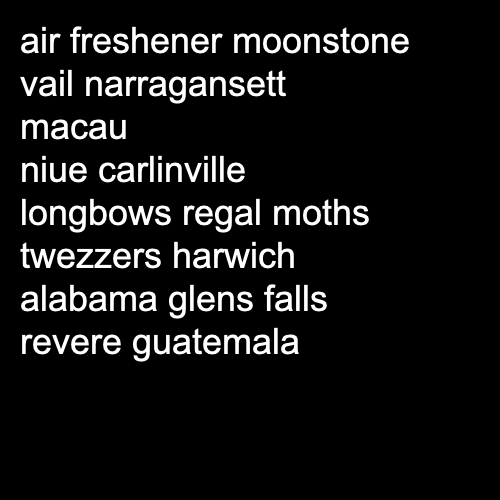 air freshener moonstone
vail narragansett
macau
niue carlinville
longbows regal moths
twezzers harwich
alabama glens falls
revere guatemala